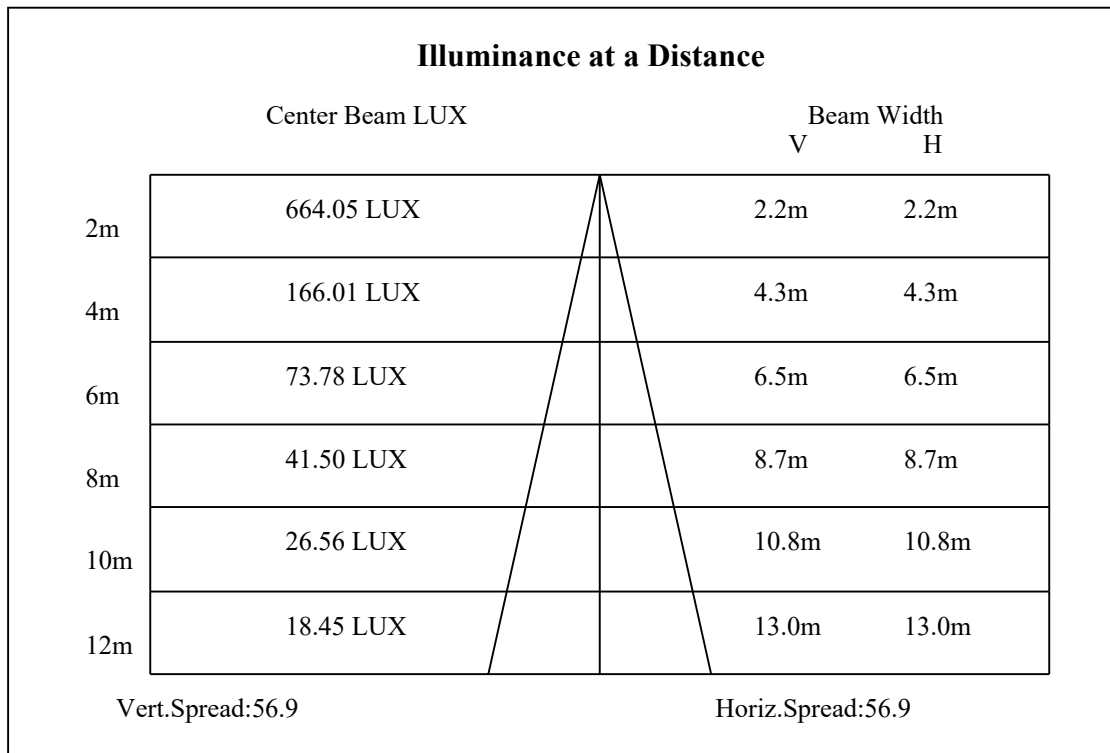 Illuminance at a Distance
Center Beam LUX Beam Width
V H
664.05 LUX 2.2m 2.2m
2m
166.01 LUX 4.3m 4.3m
4m
73.78 LUX 6.5m 6.5m
6m
41.50 LUX 8.7m 8.7m
8m
26.56 LUX 10.8m 10.8m
10m
18.45 LUX 13.0m 13.0m
12m
Vert.Spread:56.9 Horiz.Spread:56.9